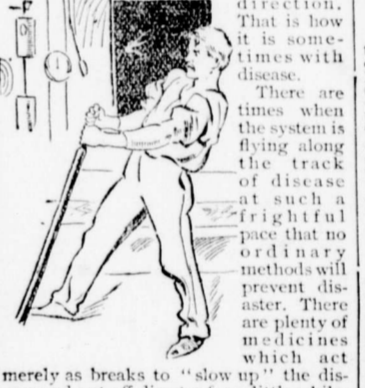 direction.
That is how
it is some-
times with
disease.
There are
times when
the system is
flying along
the track
of disease
at such a
frightful
pace that no
ordinary
methods will
prevent dis-
aster. There
are plenty of
medicines
which act
merely as breaks to "slow up" the dis-